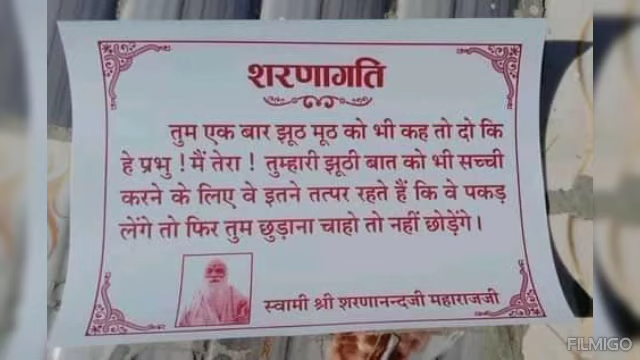 शरणागति
तुम एक बार झूठ मूठ को भी कह तो दो कि
हे प्रभु ! मैं तेरा ! तुम्हारी झूठी बात को भी सच्ची
करने के लिए वे इतने तत्पर रहते हैं कि वे पकड़
लेंगे तो फिर तुम छुड़ाना चाहो तो नहीं छोड़ेंगे।
स्वामी श्री शरणानन्दजी महाराजजी
FILMIGO